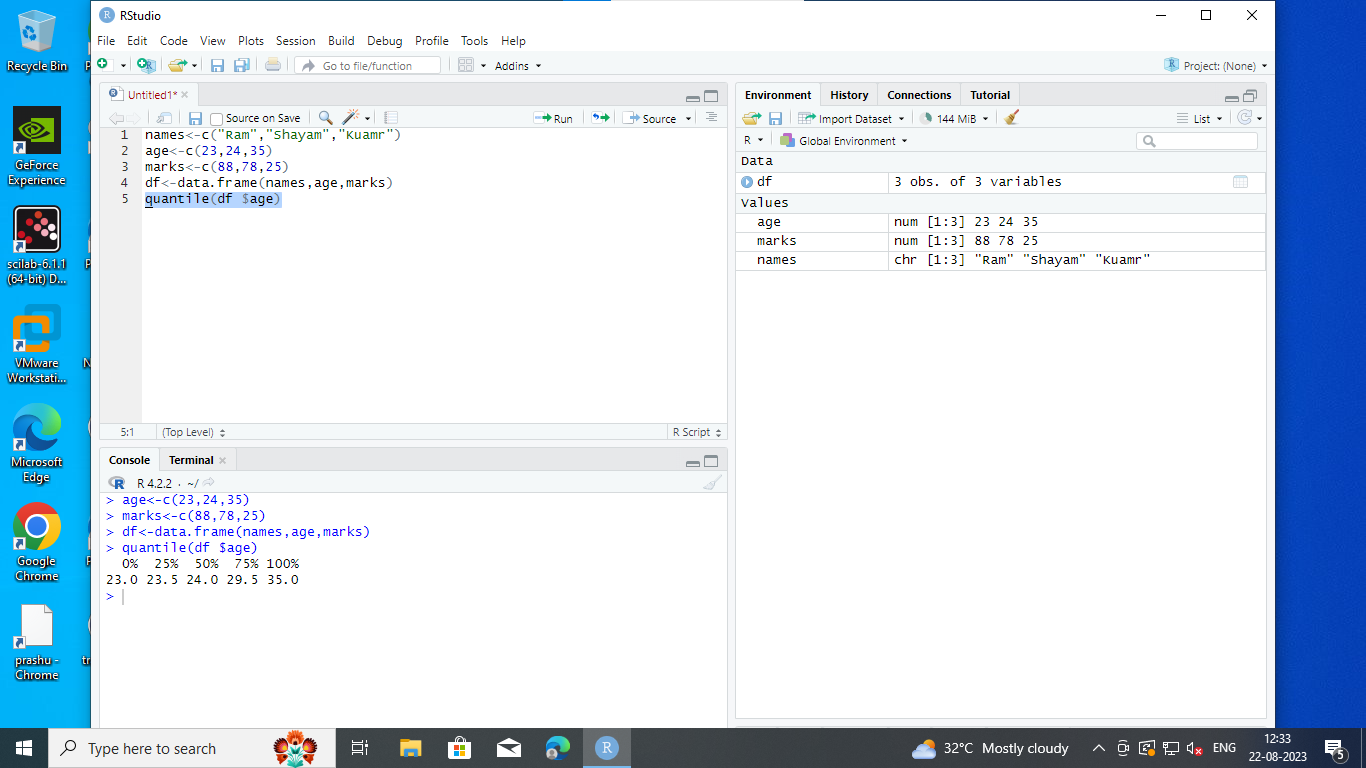 RStudio
File Edit Code View Plots Session Build Debug Profile Tools Help
Go to file/function Addins Project: (None)
Untitled1*
Source on Save Run Source
1 names<-c("Ram","Shayam","Kuamr")
2 age<-c(23,24,35)
3 marks<-c(88,78,25)
4 df<-data.frame(names,age,marks)
5 quantile(df $age)
5:1 (Top Level) R Script
Console Terminal
R 4.2.2 · ~/
> age<-c(23,24,35)
> marks<-c(88,78,25)
> df<-data.frame(names,age,marks)
> quantile(df $age)
0% 25% 50% 75% 100%
23.0 23.5 24.0 29.5 35.0
>
Environment History Connections Tutorial
Import Dataset 144 MiB List
R Global Environment
Data
df 3 obs. of 3 variables
Values
age num [1:3] 23 24 35
marks num [1:3] 88 78 25
names chr [1:3] "Ram" "Shayam" "Kuamr"
Recycle Bin
GeForce
Experience
scilab-6.1.1
(64-bit) D...
VMware
Workstati...
Microsoft
Edge
Google
Chrome
prashu -
Chrome
Type here to search
32°C Mostly cloudy
ENG
12:33
22-08-2023
5